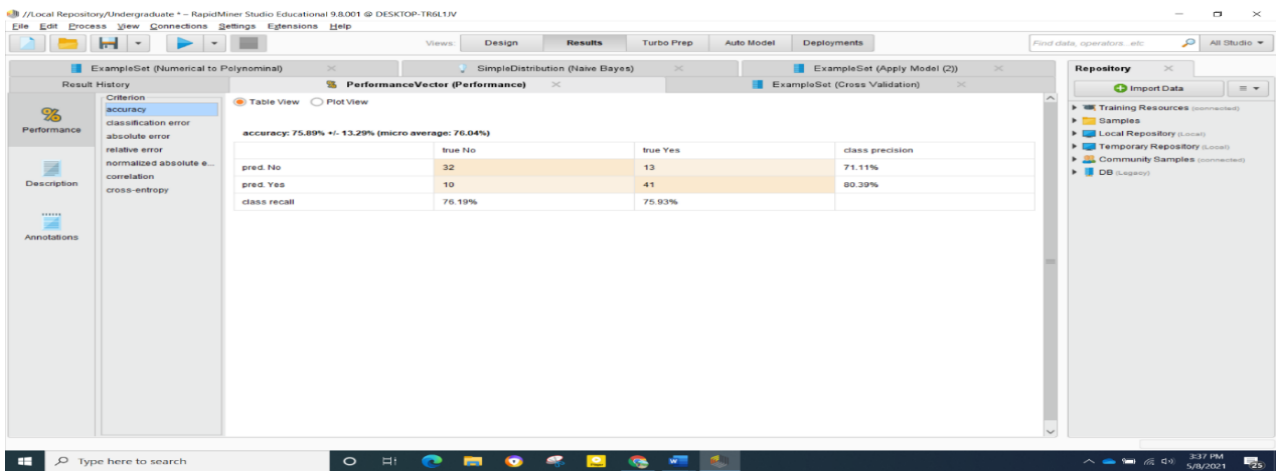 //Local Repository/Undergraduate * – RapidMiner Studio Educational 9.8.001 @ DESKTOP-TR6L1JV
File Edit Process View Connections Settings Extensions Help
Views: Design Results Turbo Prep Auto Model Deployments Find data, operators...etc All Studio
ExampleSet (Numerical to Polynominal) SimpleDistribution (Naive Bayes) ExampleSet (Apply Model (2))
Result History PerformanceVector (Performance) ExampleSet (Cross Validation)
Performance
Description
Annotations
Criterion
accuracy
classification error
absolute error
relative error
normalized absolute e...
correlation
cross-entropy
Table View Plot View
accuracy: 75.89% +/- 13.29% (micro average: 76.04%)
true No true Yes class precision
pred. No 32 13 71.11%
pred. Yes 10 41 80.39%
class recall 76.19% 75.93%
Repository
Import Data
Training Resources (connected)
Samples
Local Repository (Local)
Temporary Repository (Local)
Community Samples (connected)
DB (Legacy)
Type here to search
3:37 PM
5/8/2021
25